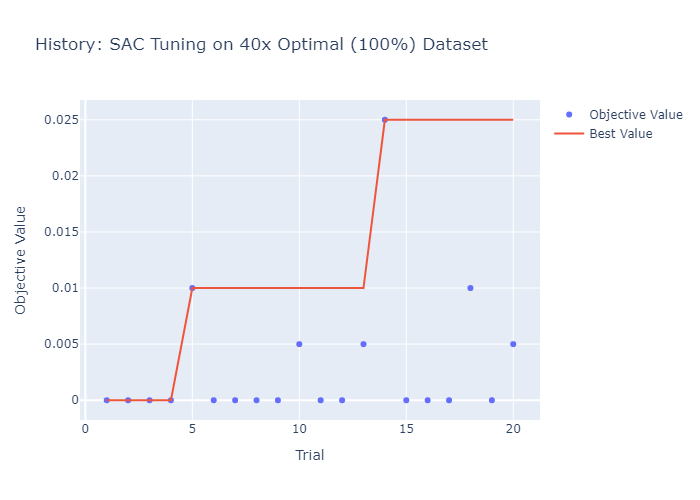 History: SAC Tuning on 40x Optimal (100%) Dataset
Objective Value
Best Value
0.025
0.02
0.015
0.01
0.005
0
Objective Value
0
5
10
15
20
Trial